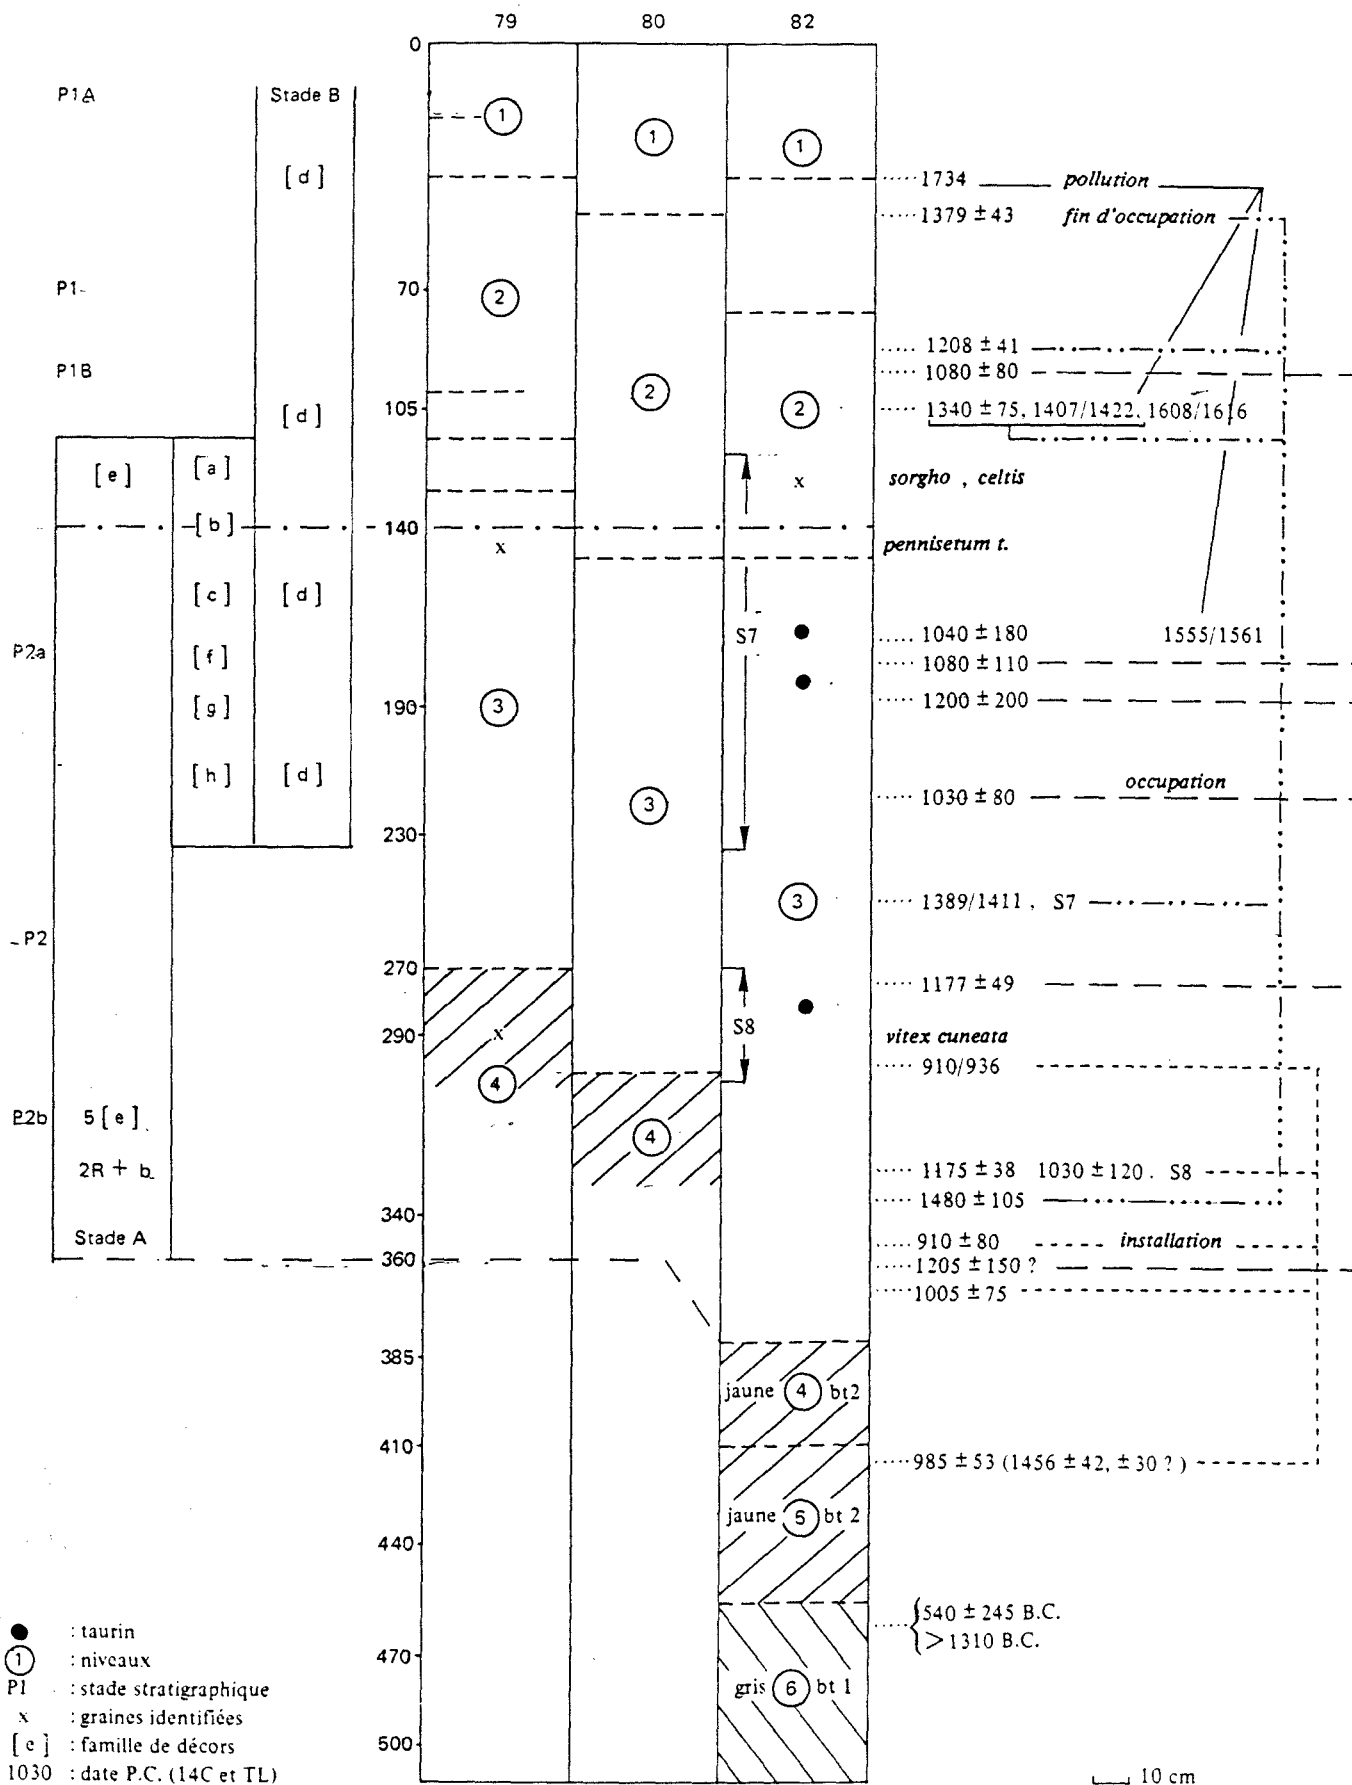 79 80 82
0
P1A Stade B
1 1 1
[d] 1734 pollution
1379 ± 43 fin d'occupation
P1 70 2
1208 ± 41
P1B 1080 ± 80
2
105 [d] 2 1340 ± 75, 1407/1422, 1608/1616
[e] [a]
x sorgho , celtis
[b] 140
x pennisetum t.
[c] [d]
S7 1040 ± 180 1555/1561
P2a [f] 1080 ± 110
[g] 190 3 1200 ± 200
[h] [d] occupation
3 1030 ± 80
230
3 1389/1411 , S7
P2
270 1177 ± 49
S8
290 x vitex cuneata
910/936
4
P2b 5 [e]
4
2R + b 1175 ± 38 1030 ± 120 . S8
1480 ± 105
340
Stade A 910 ± 80 installation
360 1205 ± 150 ?
1005 ± 75
385
jaune 4 bt2
410
985 ± 53 (1456 ± 42, ± 30 ? )
jaune 5 bt 2
440
540 ± 245 B.C.
> 1310 B.C.
: taurin
470
1 : niveaux
P1 : stade stratigraphique
gris 6 bt 1
x : graines identifiées
[e] : famille de décors
500
1030 : date P.C. (14C et TL)
10 cm